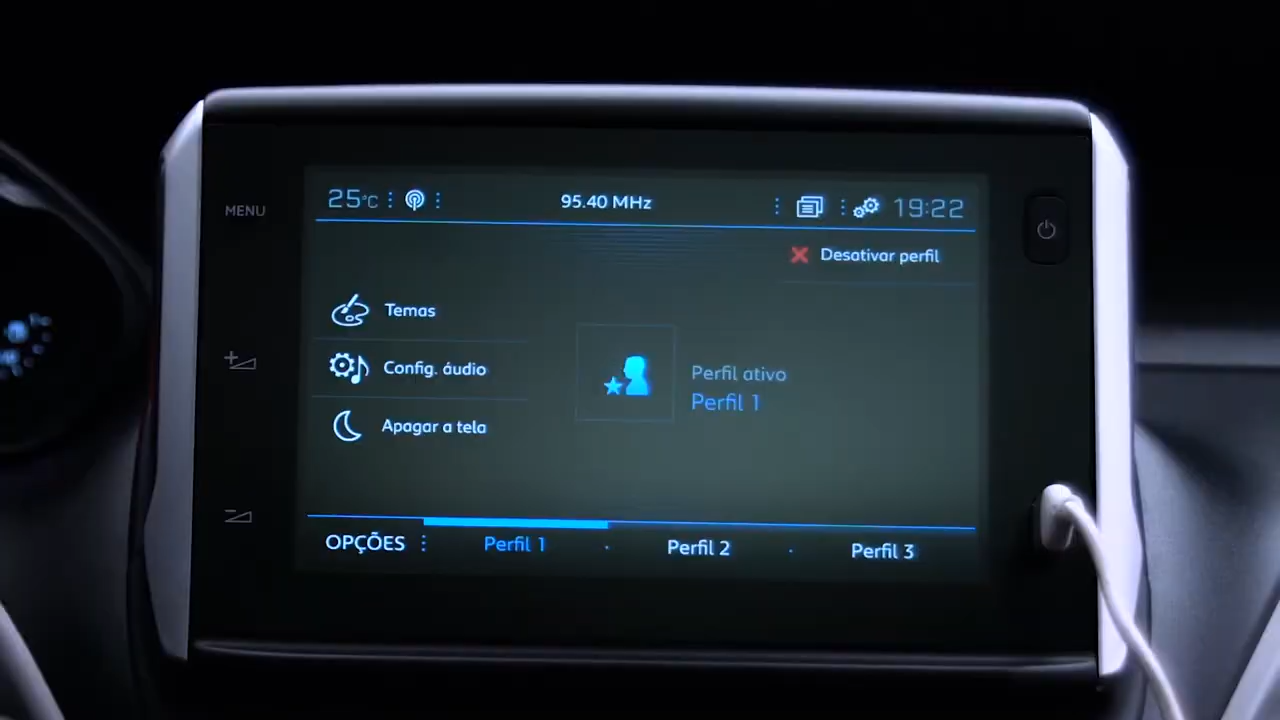 MENU
25°C
95.40 MHz
19:22
Desativar perfil
Temas
Config. áudio
Apagar a tela
Perfil ativo
Perfil 1
OPÇÕES
Perfil 1
Perfil 2
Perfil 3